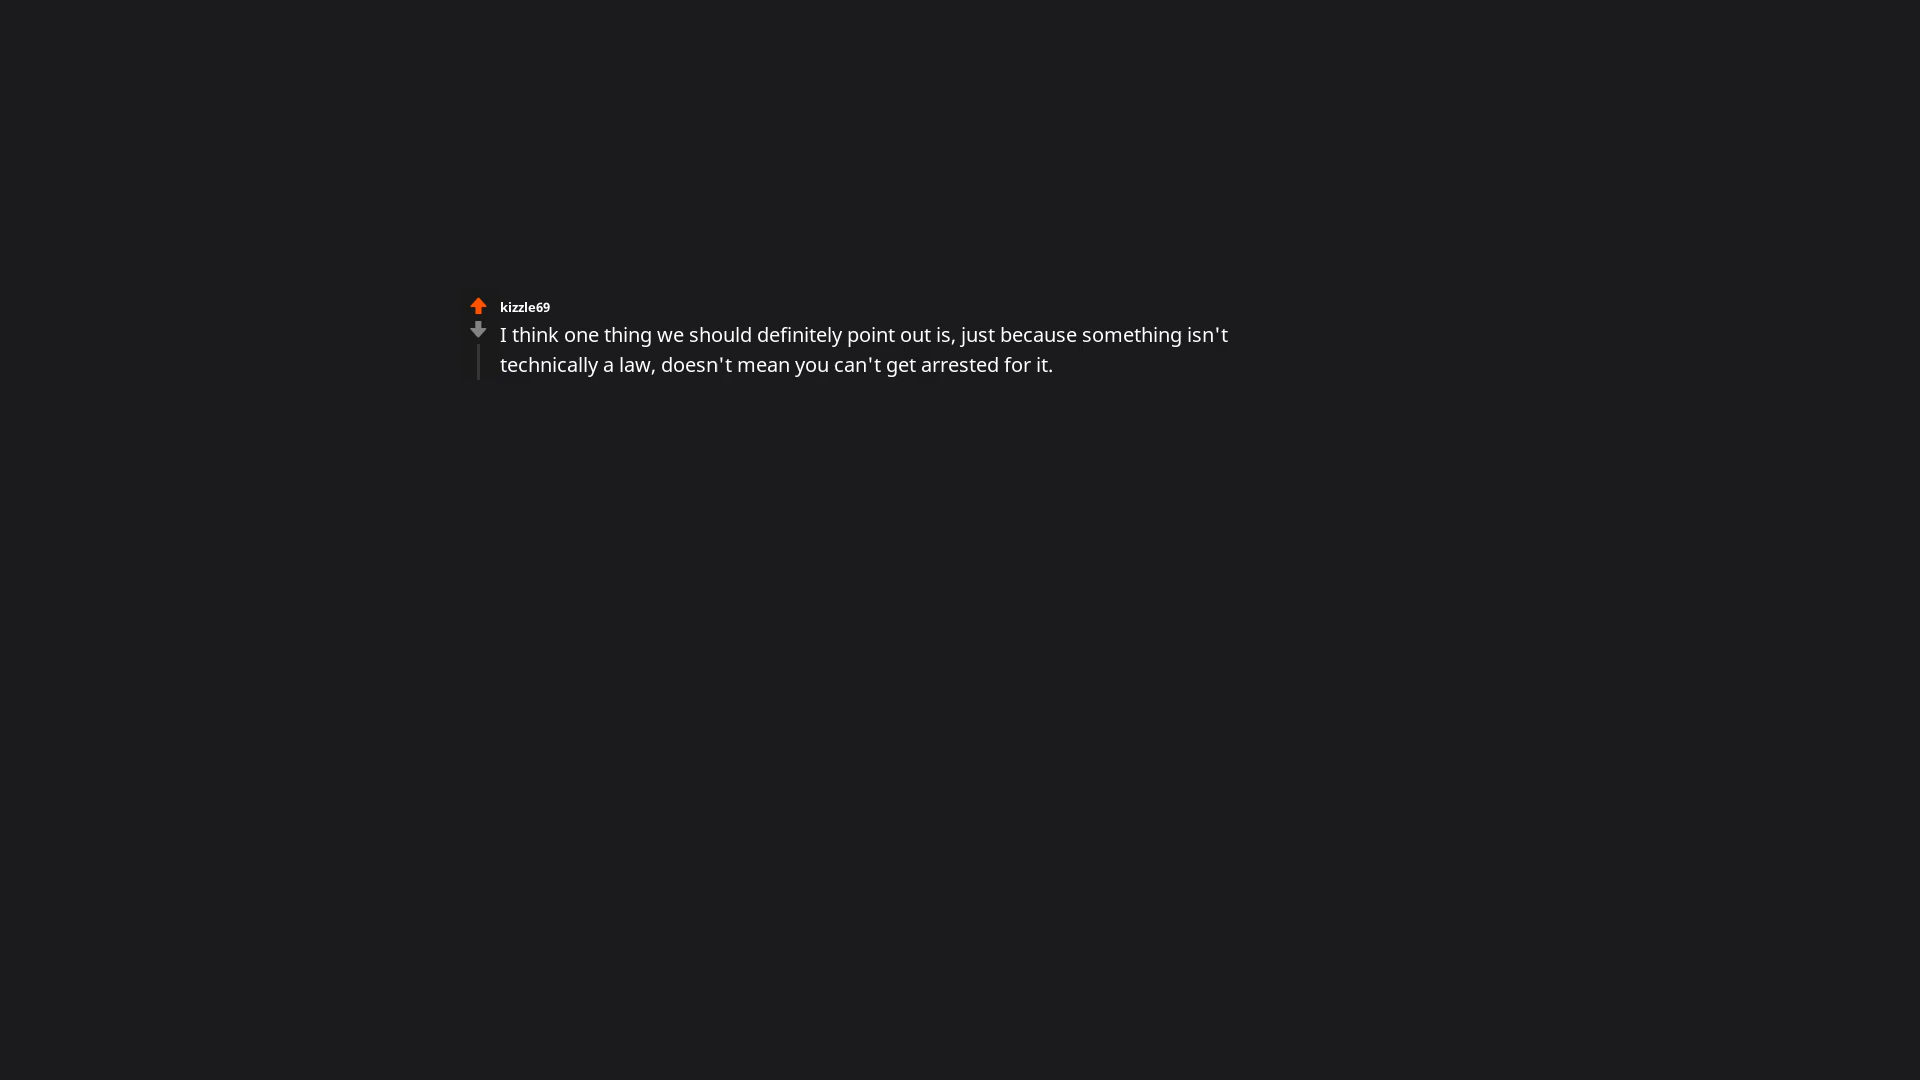 kizzle69
I think one thing we should definitely point out is, just because something isn't
technically a law, doesn't mean you can't get arrested for it.